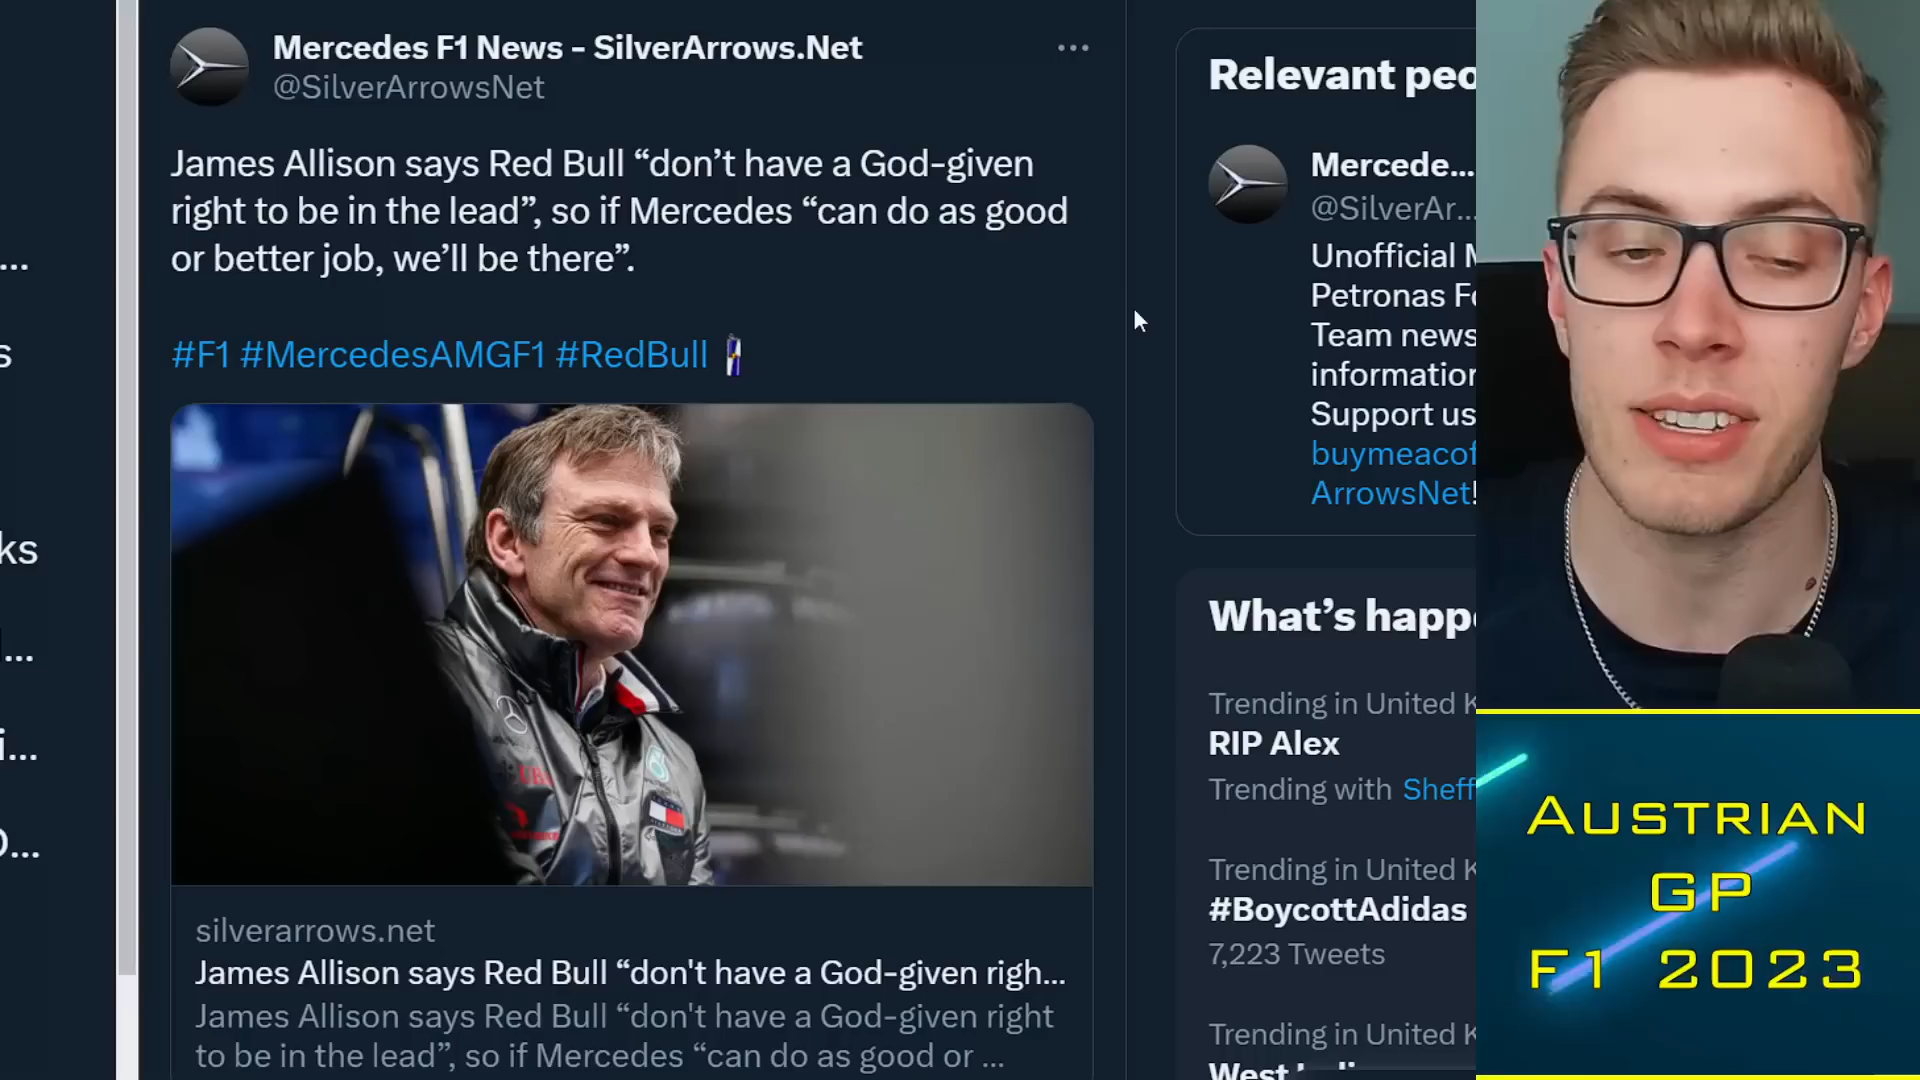 Mercedes F1 News - SilverArrows.Net
@SilverArrowsNet
James Allison says Red Bull “don’t have a God-given
right to be in the lead”, so if Mercedes “can do as good
or better job, we’ll be there”.
#F1 #MercedesAMGF1 #RedBull
silverarrows.net
James Allison says Red Bull “don't have a God-given righ...
James Allison says Red Bull “don't have a God-given right
to be in the lead”, so if Mercedes “can do as good or ...
Relevant peo
Mercede...
@SilverAr...
Unofficial M
Petronas Fo
Team news
information
Support us
buymeacof
ArrowsNet!
What’s happe
Trending in United K
RIP Alex
Trending with Sheff
Trending in United K
#BoycottAdidas
7,223 Tweets
Trending in United K
West Indi
AUSTRIAN
GP
F1 2023